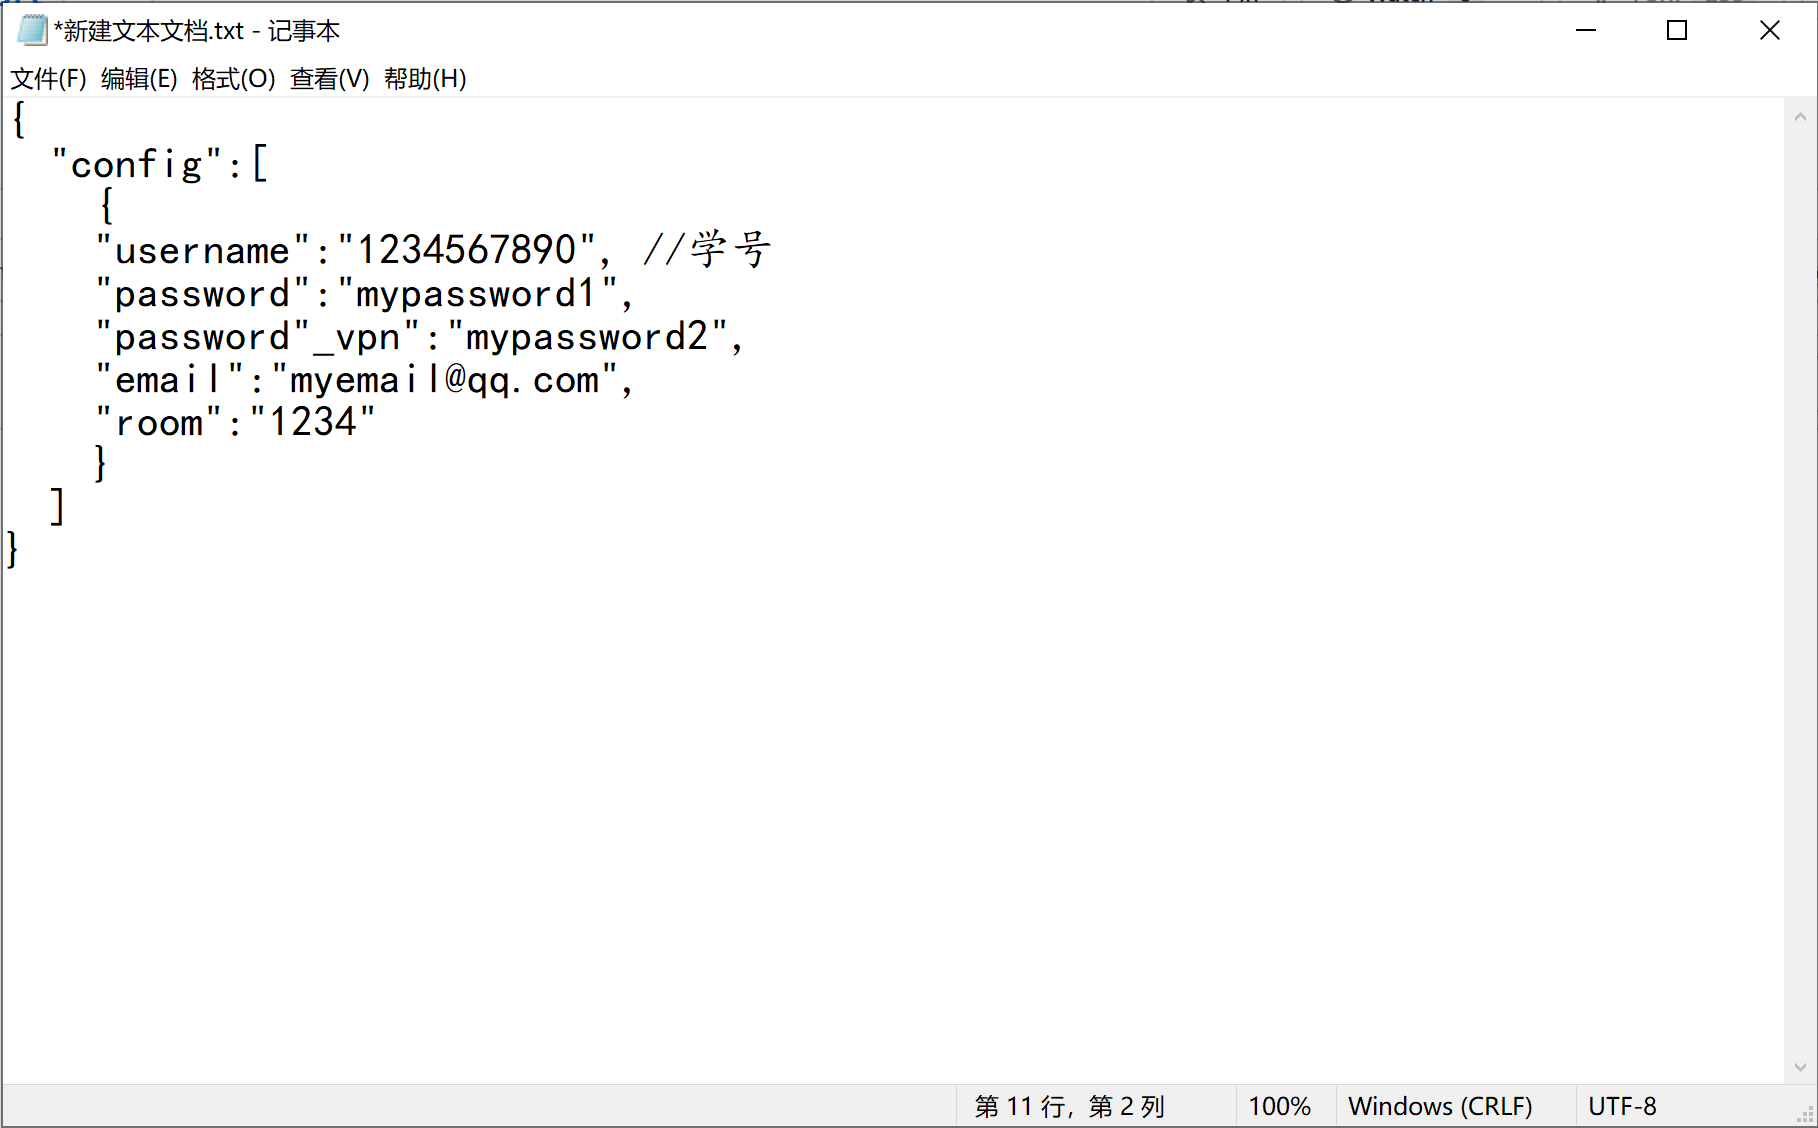 *新建文本文档.txt - 记事本
文件(F) 编辑(E) 格式(O) 查看(V) 帮助(H)
{
  "config":[
    {
    "username":"1234567890", //学号
    "password":"mypassword1",
    "password"_vpn":"mypassword2",
    "email":"myemail@qq.com",
    "room":"1234"
    }
  ]
}
第 11 行，第 2 列 100% Windows (CRLF) UTF-8